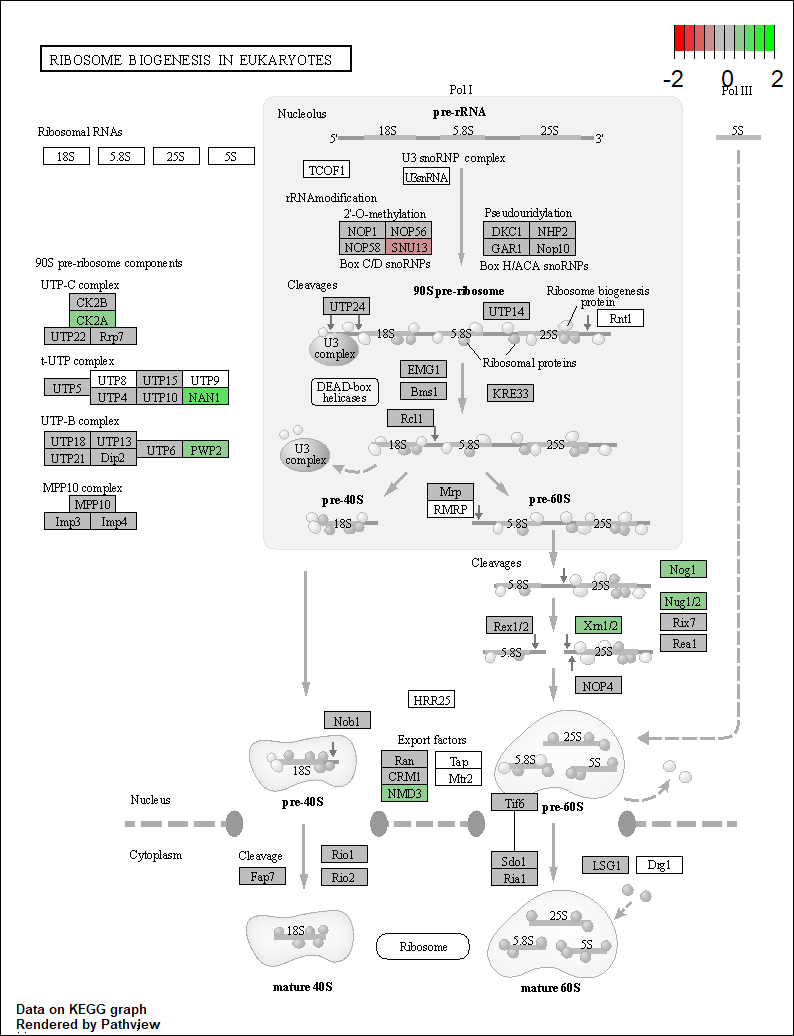 RIBOSOME BIOGENESIS IN EUKARYOTES
-2 0 2
Pol I
Pol III
Nucleolus
pre-rRNA
Ribosomal RNAs
18S 5.8S 25S 5S
5' 18S 5.8S 25S 3'
5S
TCOF1
U3 snoRNP complex
U3snRNA
rRNAmodification
2'-O-methylation
NOP1 NOP56
NOP58 SNU13
Box C/D snoRNPs
Pseudouridylation
DKC1 NHP2
GAR1 Nop10
Box H/ACA snoRNPs
90S pre-ribosome components
UTP-C complex
CK2B
CK2A
UTP22 Rrp7
t-UTP complex
UTP5
UTP8 UTP15 UTP9
UTP4 UTP10 NAN1
UTP-B complex
UTP18 UTP13
UTP21 Dip2
UTP6 PWP2
MPP10 complex
MPP10
Imp3 Imp4
Cleavages
90S pre-ribosome
Ribosome biogenesis
protein
UTP24
UTP14
Rnt1
18S 5.8S 25S
U3
complex
Ribosomal proteins
EMG1
Bms1
KRE33
DEAD-box
helicases
Rcl1
18S 5.8S 25S
U3
complex
pre-40S
Mrp
RMRP
pre-60S
18S
5.8S 25S
Cleavages
Nog1
5.8S 25S
Nug1/2
Rex1/2
Xrn1/2
Rix7
Rea1
5.8S 25S
NOP4
HRR25
Nob1
Export factors
Ran Tap
CRM1 Mtr2
NMD3
18S
pre-40S
25S
5.8S 5S
Tif6
pre-60S
Nucleus
Cytoplasm
Cleavage
Fap7
Rio1
Rio2
Sdo1
Ria1
LSG1 Drg1
18S
mature 40S
Ribosome
25S
5.8S 5S
mature 60S
Data on KEGG graph
Rendered by Pathview